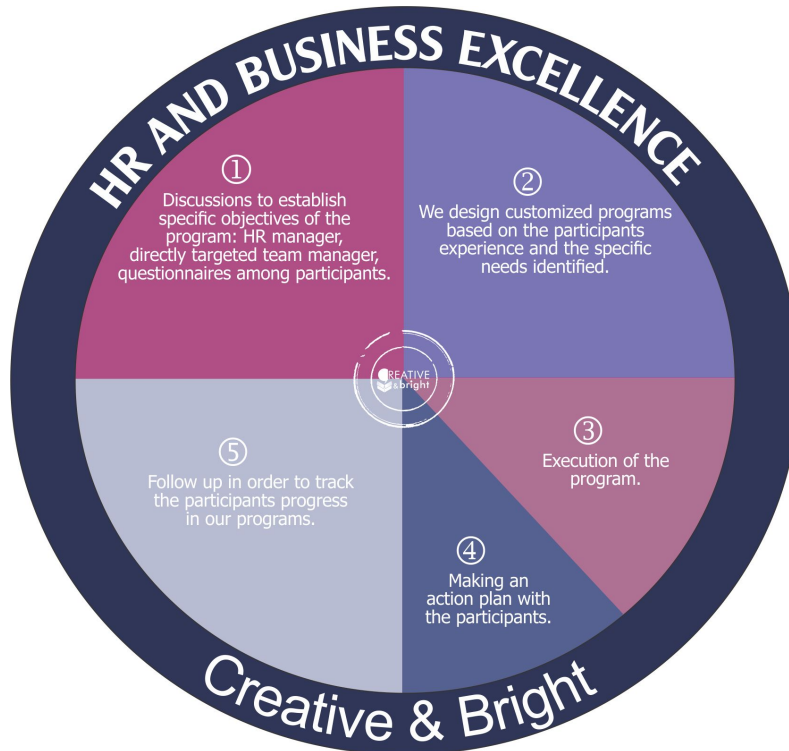 HR AND BUSINESS EXCELLENCE
①
Discussions to establish
specific objectives of the
program: HR manager,
directly targeted team manager,
questionnaires among participants.
②
We design customized programs
based on the participants
experience and the specific
needs identified.
CREATIVE
&bright
③
Execution of the
program.
④
Making an
action plan with
the participants.
⑤
Follow up in order to track
the participants progress
in our programs.
Creative & Bright